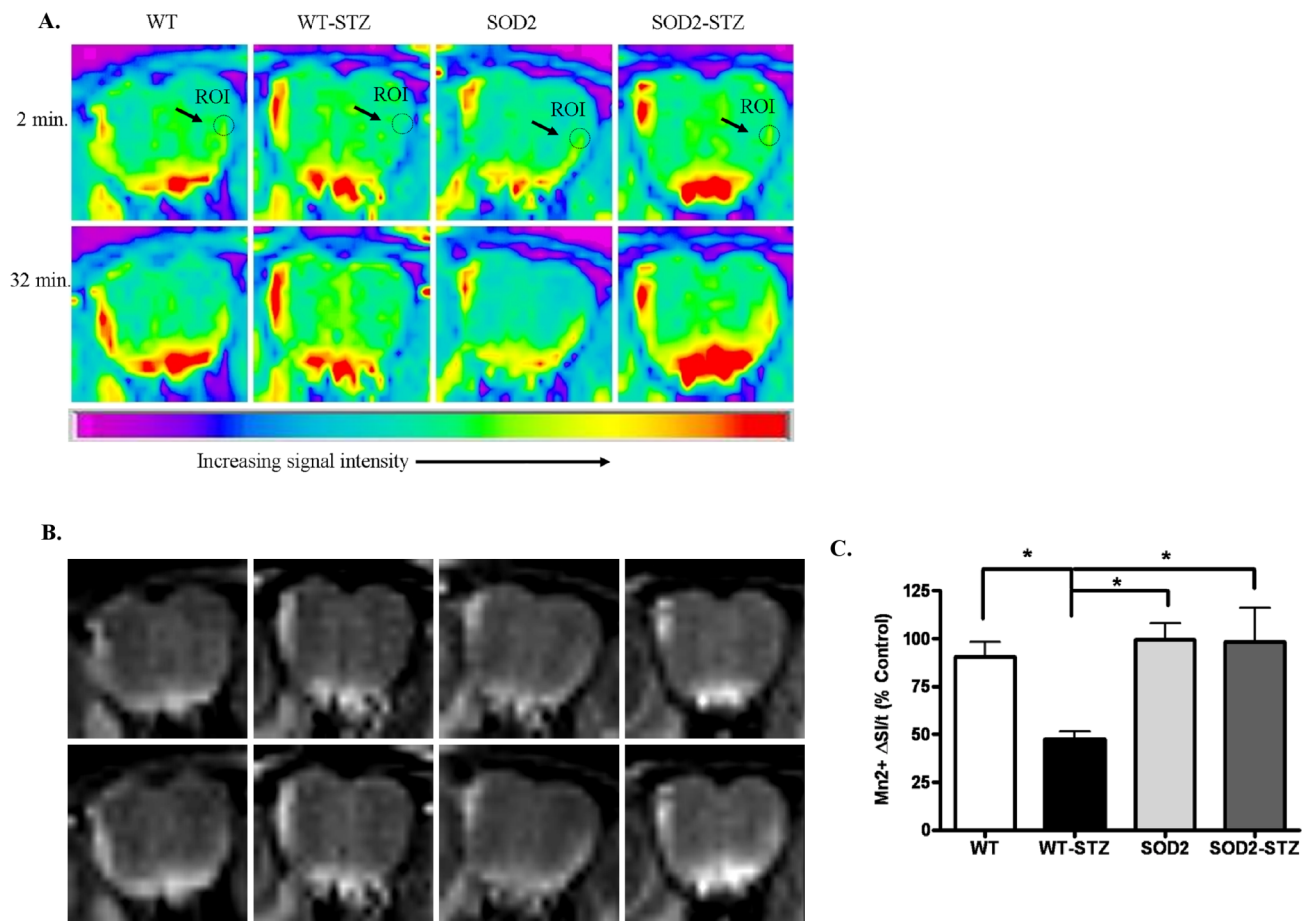 A.
WT WT-STZ SOD2 SOD2-STZ
2 min.
ROI ROI ROI ROI
32 min.
Increasing signal intensity
B.
C.
* * *
Mn2+ ΔSI/t (% Control)
125
100
75
50
25
0
WT WT-STZ SOD2 SOD2-STZ